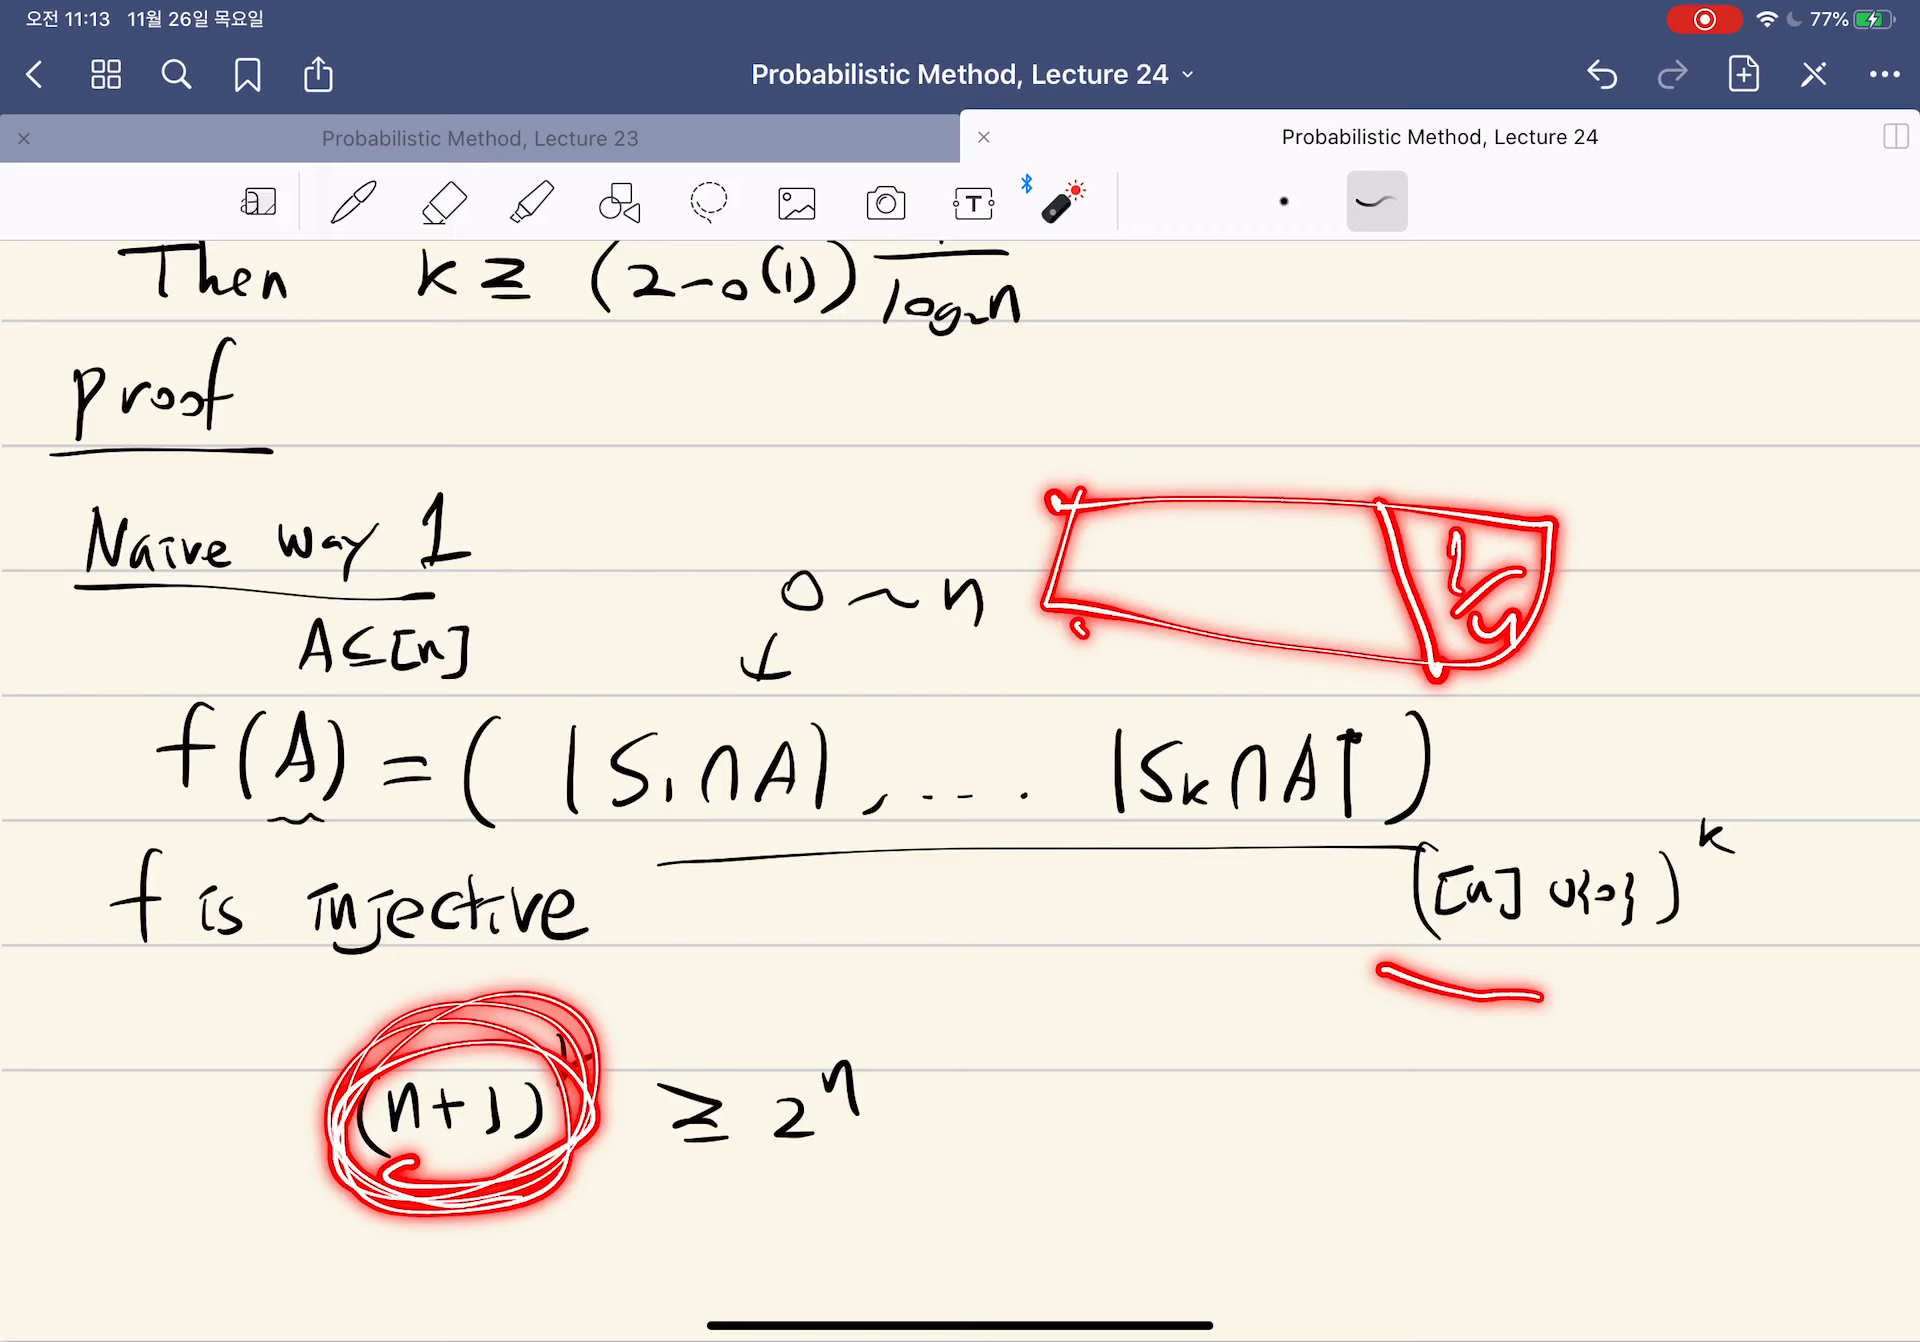 오전 11:13 11월 26일 목요일 77%
Probabilistic Method, Lecture 24
Probabilistic Method, Lecture 23
Probabilistic Method, Lecture 24
Then k ≥ (2-o(1)) / log₂n
Proof
Naive way 1
0 ~ n
A ⊆ [n]
↓
f(A) = ( |S₁∩A|, ... |Sₖ∩A| )
([n] ∪{0})ᵏ
f is injective
(n+1)ᵏ ≥ 2ⁿ